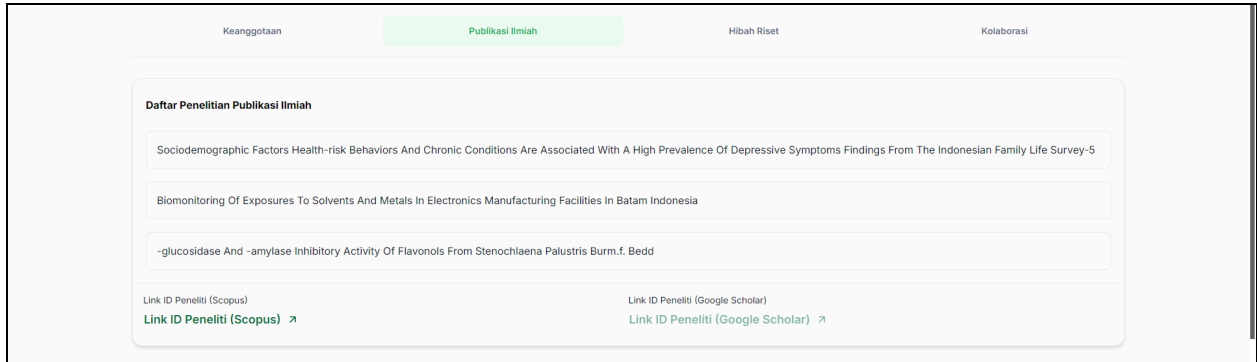 Keanggotaan
Publikasi Ilmiah
Hibah Riset
Kolaborasi
Daftar Penelitian Publikasi Ilmiah
Sociodemographic Factors Health-risk Behaviors And Chronic Conditions Are Associated With A High Prevalence Of Depressive Symptoms Findings From The Indonesian Family Life Survey-5
Biomonitoring Of Exposures To Solvents And Metals In Electronics Manufacturing Facilities In Batam Indonesia
-glucosidase And -amylase Inhibitory Activity Of Flavonols From Stenochlaena Palustris Burm.f. Bedd
Link ID Peneliti (Scopus)
Link ID Peneliti (Scopus)
Link ID Peneliti (Google Scholar)
Link ID Peneliti (Google Scholar)